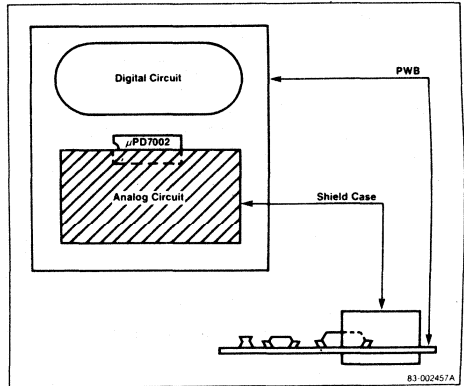 Digital Circuit
PWB
μPD7002
Analog Circuit
Shield Case
83-002457A